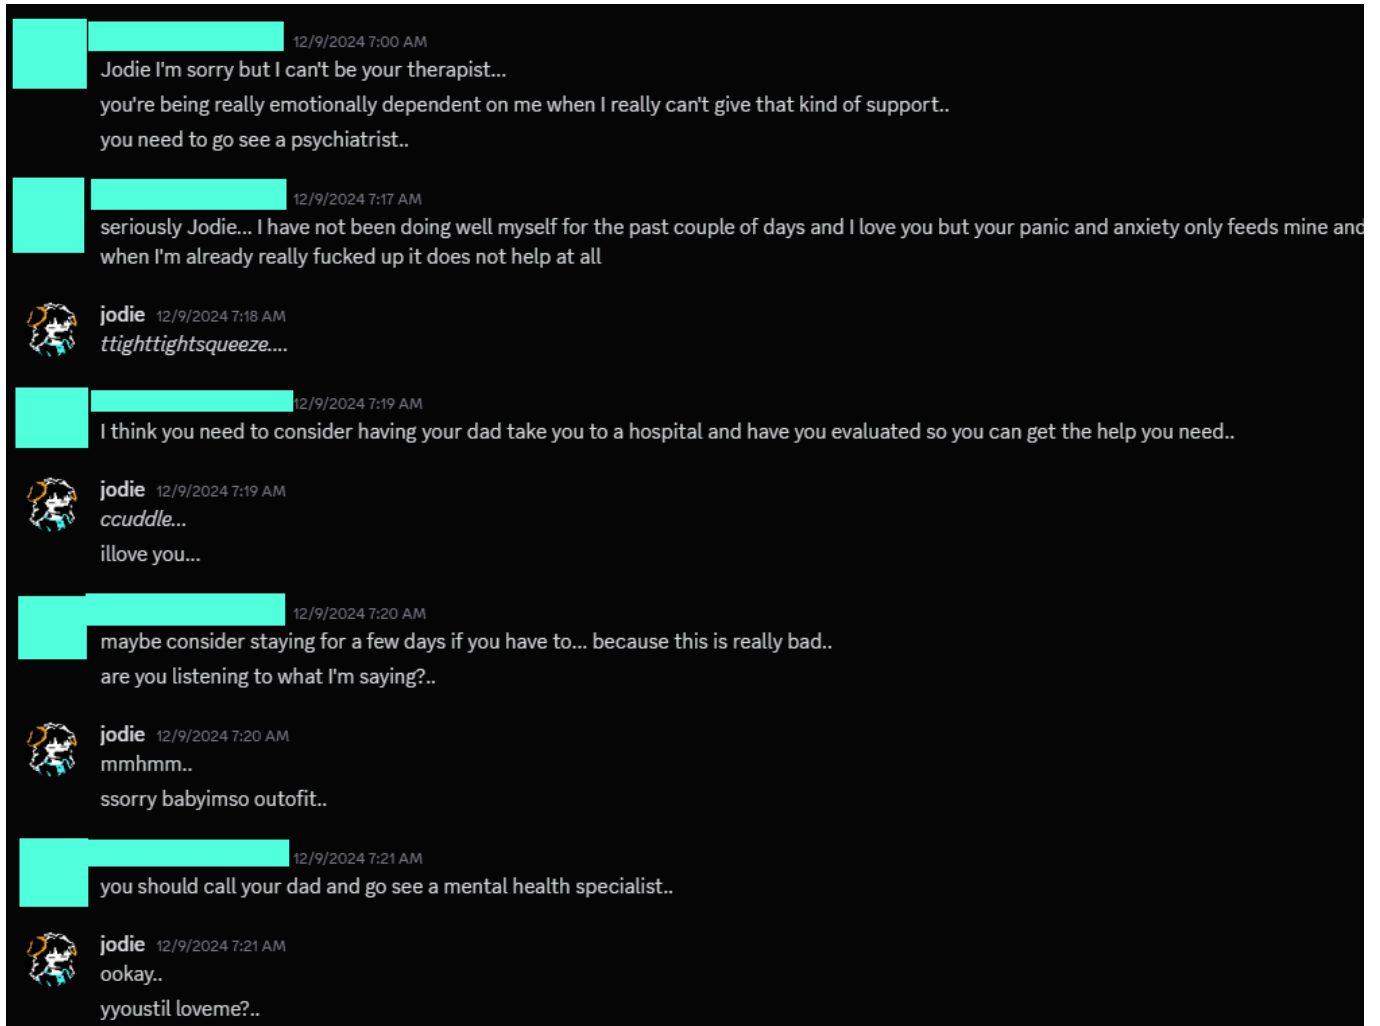 12/9/2024 7:00 AM
Jodie I'm sorry but I can't be your therapist...
you're being really emotionally dependent on me when I really can't give that kind of support..
you need to go see a psychiatrist..
12/9/2024 7:17 AM
seriously Jodie... I have not been doing well myself for the past couple of days and I love you but your panic and anxiety only feeds mine and
when I'm already really fucked up it does not help at all
jodie 12/9/2024 7:18 AM
ttighttightsqueeze....
12/9/2024 7:19 AM
I think you need to consider having your dad take you to a hospital and have you evaluated so you can get the help you need..
jodie 12/9/2024 7:19 AM
ccuddle...
illove you...
12/9/2024 7:20 AM
maybe consider staying for a few days if you have to... because this is really bad..
are you listening to what I'm saying?..
jodie 12/9/2024 7:20 AM
mmhmm..
ssorry babyimso outofit..
12/9/2024 7:21 AM
you should call your dad and go see a mental health specialist..
jodie 12/9/2024 7:21 AM
ookay..
yyoustil loveme?..